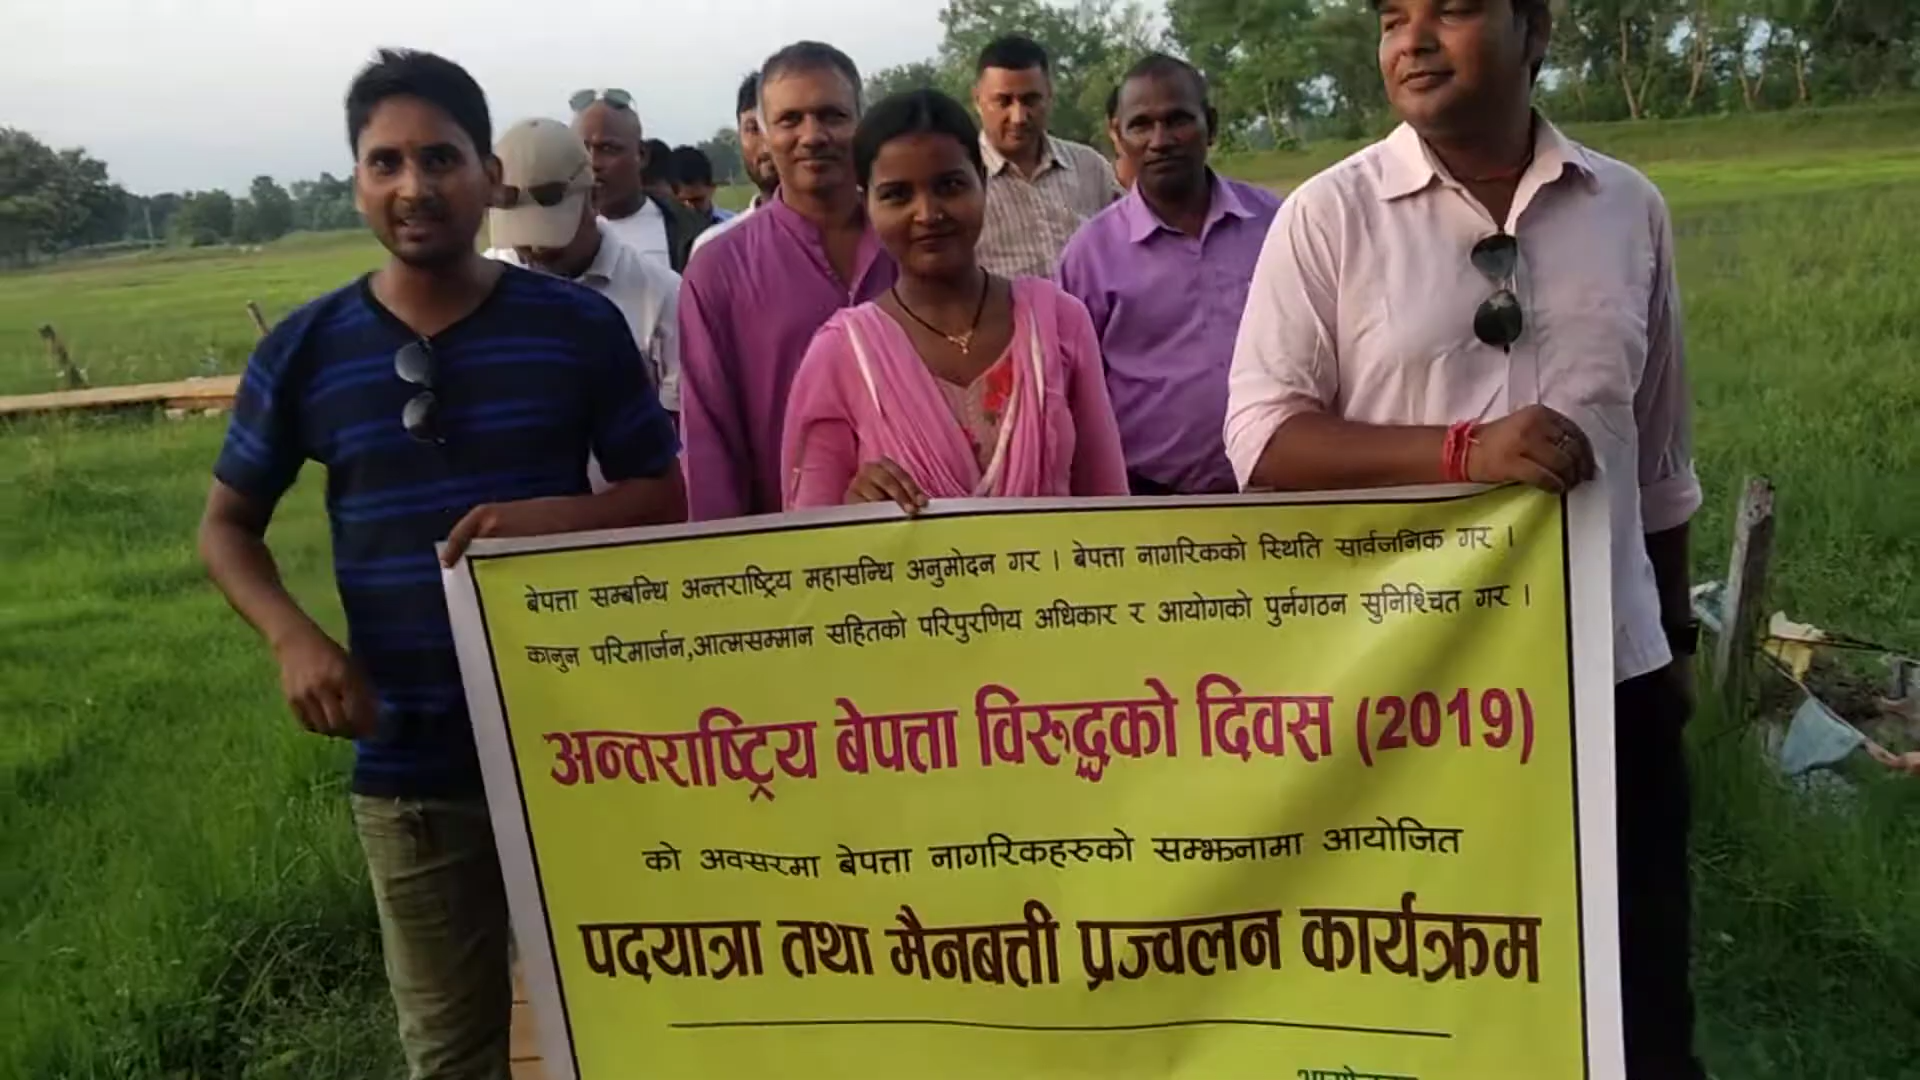 बेपत्ता सम्बन्धि अन्तराष्ट्रिय महासन्धि अनुमोदन गर । बेपत्ता नागरिकको स्थिति सार्वजनिक गर ।
कानुन परिमार्जन,आत्मसम्मान सहितको परिपुरणिय अधिकार र आयोगको पुर्नगठन सुनिश्चित गर ।
अन्तराष्ट्रिय बेपत्ता विरूद्धको दिवस (2019)
को अवसरमा बेपत्ता नागरिकहरुको सम्झनामा आयोजित
पदयात्रा तथा मैनबत्ती प्रज्वलन कार्यक्रम